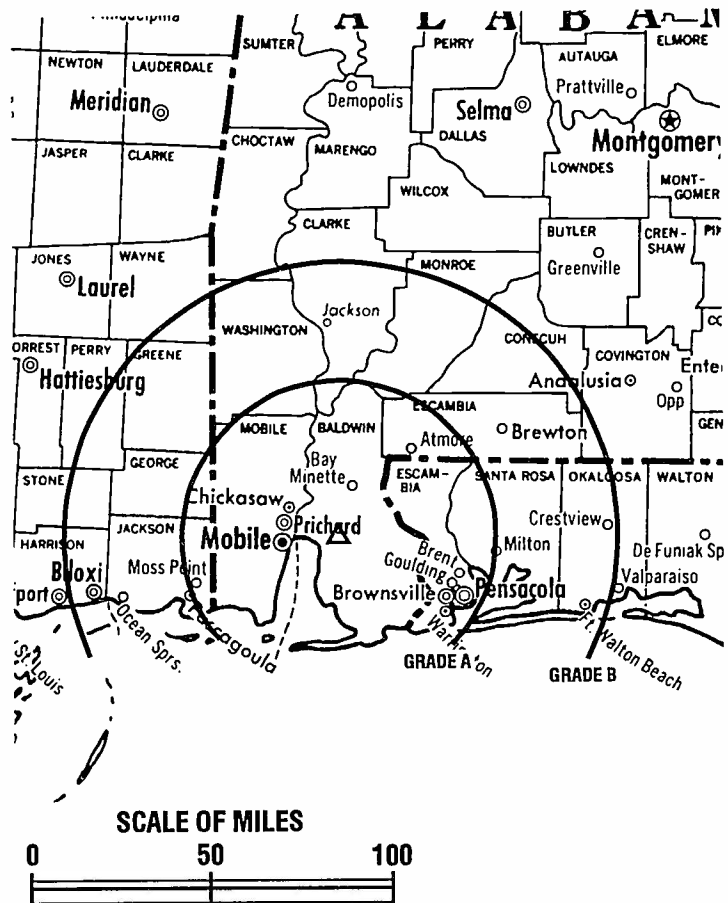 A L A B A
SUMTER
PERRY
ELMORE
AUTAUGA
NEWTON
LAUDERDALE
Meridian
Demopolis
Selma
Prattville
Montgomery
CHOCTAW
MARENGO
DALLAS
JASPER
CLARKE
LOWNDES
MONT-
GOMER
WILCOX
CLARKE
BUTLER
CREN-
SHAW
JONES
WAYNE
MONROE
Greenville
Laurel
Jackson
WASHINGTON
CONECUH
ORREST
PERRY
GREENE
COVINGTON
Hattiesburg
Andalusia
Opp
ESCAMBIA
MOBILE
BALDWIN
Atmore
Brewton
GEORGE
Bay
Minette
ESCAM-
BIA
SANTA ROSA
OKALOOSA
WALTON
STONE
Chickasaw
Prichard
Crestview
JACKSON
Mobile
HARRISON
Milton
De Funiak Sp
Biloxi
Moss Point
Brent
Goulding
Valparaiso
port
Brownsville
Pensacola
Ocean Sprs.
Pascagoula
Ft. Walton Beach
St. Louis
GRADE A
GRADE B
SCALE OF MILES
0 50 100